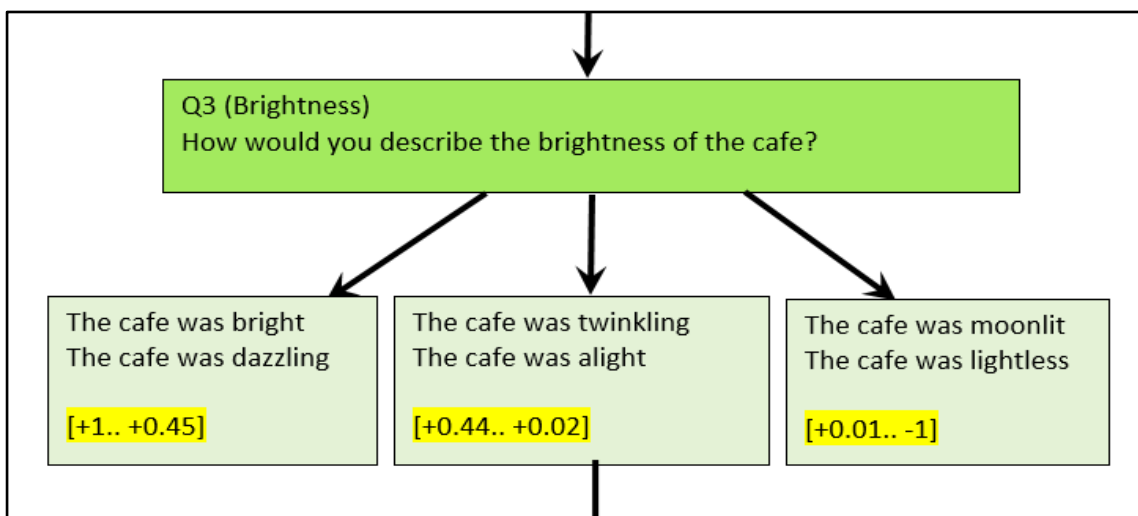 Q3 (Brightness)
How would you describe the brightness of the cafe?
The cafe was bright
The cafe was dazzling
[+1.. +0.45]
The cafe was twinkling
The cafe was alight
[+0.44.. +0.02]
The cafe was moonlit
The cafe was lightless
[+0.01.. -1]